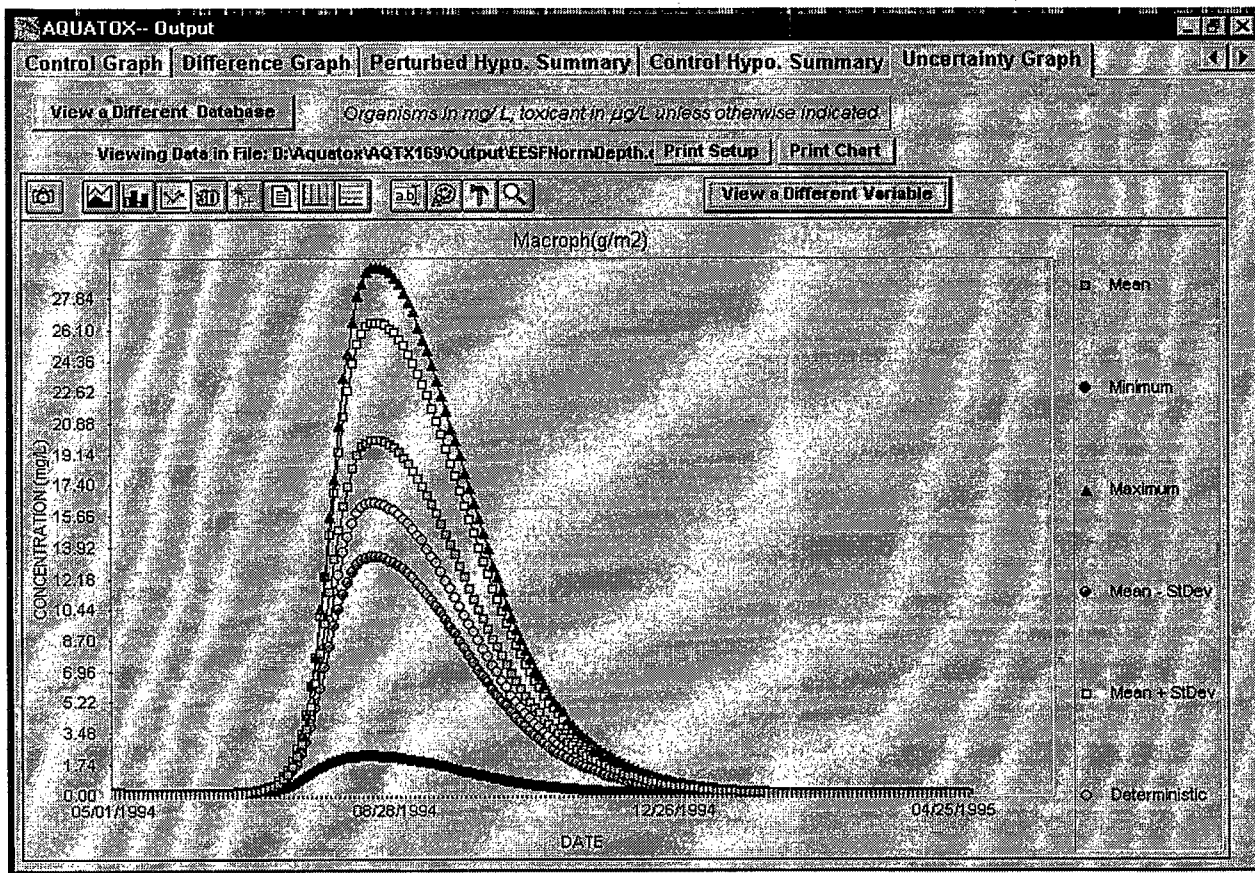 AQUATOX-- Output
Control Graph
Difference Graph
Perturbed Hypo. Summary
Control Hypo. Summary
Uncertainty Graph
View a Different Database
Organisms in mg/L, toxicant in µg/L unless otherwise indicated.
Viewing Data in File: D:\Aquatox\AQTX169\Output\EESFNormDepth.
Print Setup
Print Chart
3D
a.b
View a Different Variable
Macroph(g/m2)
CONCENTRATION(mg/L)
27.84
26.10
24.36
22.62
20.88
19.14
17.40
15.66
13.92
12.18
10.44
8.70
6.96
5.22
3.48
1.74
0.00
05/01/1994
08/28/1994
12/26/1994
04/25/1995
DATE
Mean
Minimum
Maximum
Mean - StDev
Mean + StDev
Deterministic